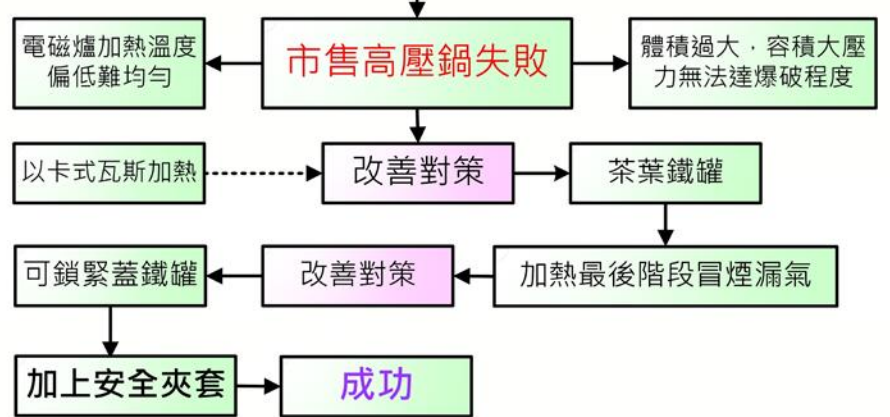 電磁爐加熱溫度
偏低難均勻
市售高壓鍋失敗
體積過大，容積大壓
力無法達爆破程度
以卡式瓦斯加熱
改善對策
茶葉鐵罐
可鎖緊蓋鐵罐
改善對策
加熱最後階段冒煙漏氣
加上安全夾套
成功